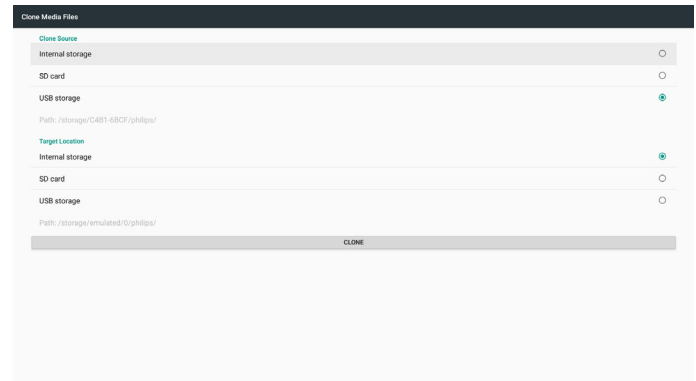 Clone Media Files
Clone Source
Internal storage
SD card
USB storage
Path: /storage/C4B1-6BCF/philips/
Target Location
Internal storage
SD card
USB storage
Path: /storage/emulated/0/philips/
CLONE